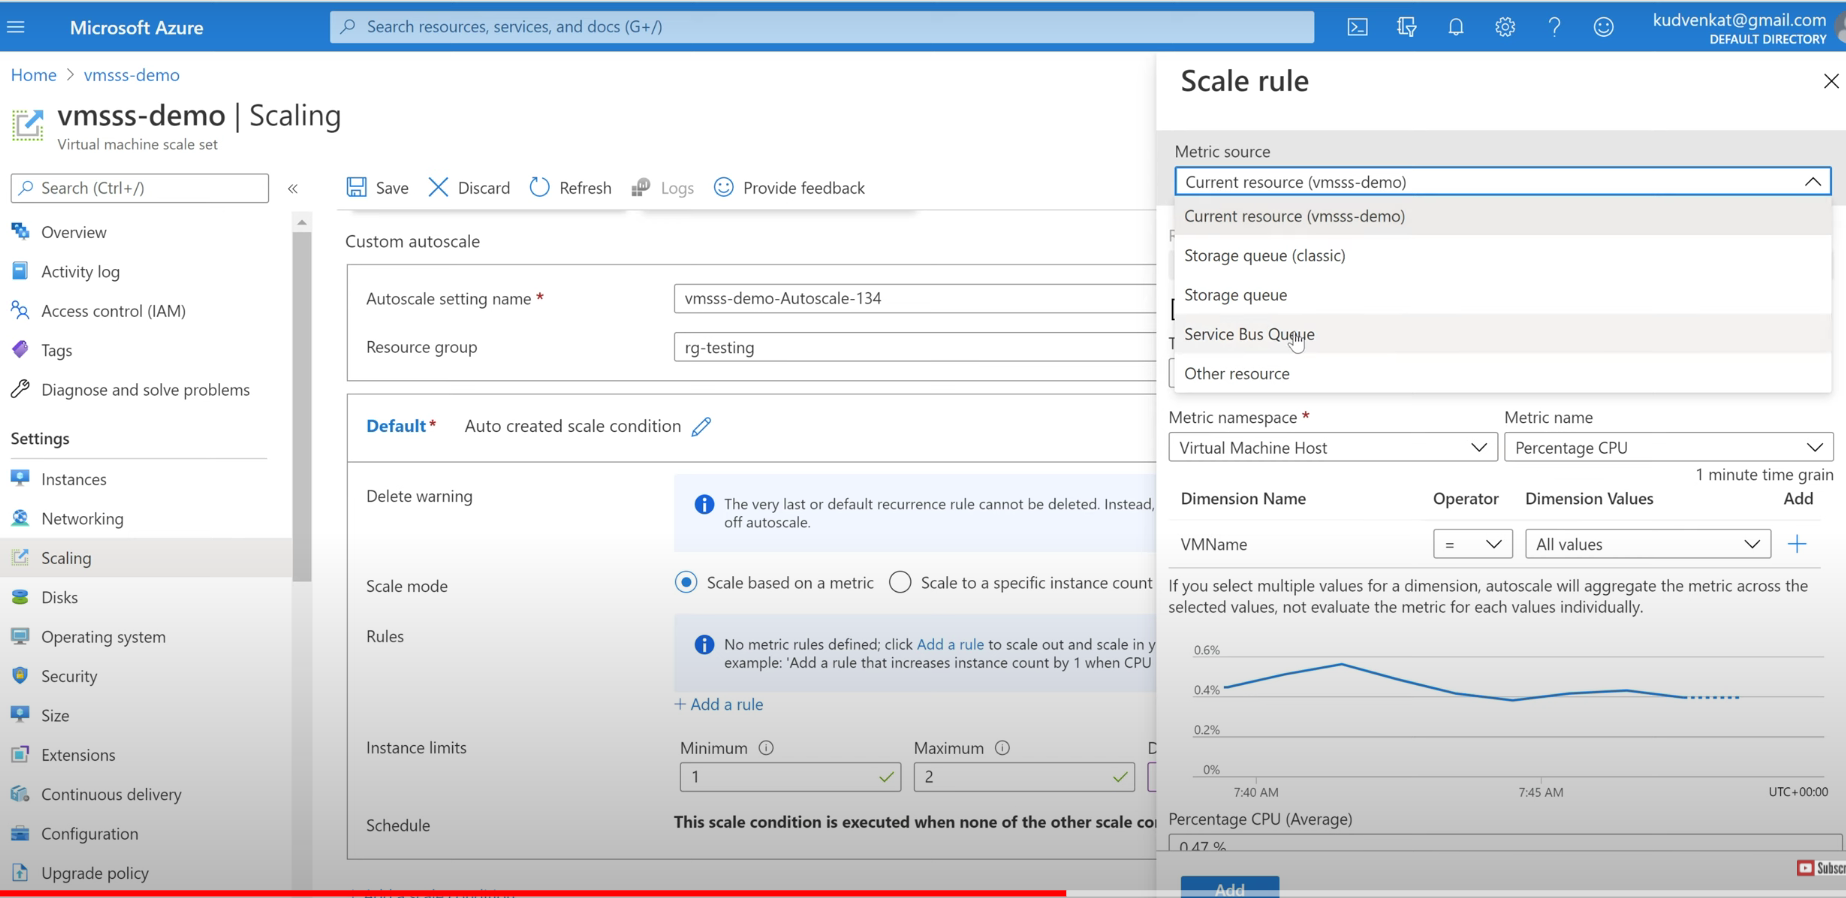 Microsoft Azure
Search resources, services, and docs (G+/)
kudvenkat@gmail.com
DEFAULT DIRECTORY
Home > vmsss-demo
vmsss-demo | Scaling
Virtual machine scale set
Search (Ctrl+/)
«
Overview
Activity log
Access control (IAM)
Tags
Diagnose and solve problems
Settings
Instances
Networking
Scaling
Disks
Operating system
Security
Size
Extensions
Continuous delivery
Configuration
Upgrade policy
Save
Discard
Refresh
Logs
Provide feedback
Custom autoscale
Autoscale setting name *
vmsss-demo-Autoscale-134
Resource group
rg-testing
Default* Auto created scale condition
Delete warning
The very last or default recurrence rule cannot be deleted. Instead,
off autoscale.
Scale mode
Scale based on a metric
Scale to a specific instance count
Rules
No metric rules defined; click Add a rule to scale out and scale in y
example: 'Add a rule that increases instance count by 1 when CPU
+ Add a rule
Instance limits
Minimum
1
Maximum
2
D
Schedule
This scale condition is executed when none of the other scale co
Scale rule
Metric source
Current resource (vmsss-demo)
Current resource (vmsss-demo)
Storage queue (classic)
Storage queue
Service Bus Queue
Other resource
Metric namespace *
Metric name
Virtual Machine Host
Percentage CPU
1 minute time grain
Dimension Name Operator Dimension Values Add
VMName = All values +
If you select multiple values for a dimension, autoscale will aggregate the metric across the
selected values, not evaluate the metric for each values individually.
0.6%
0.4%
0.2%
0%
7:40 AM 7:45 AM UTC+00:00
Percentage CPU (Average)
0.47 %
Add
Subscr